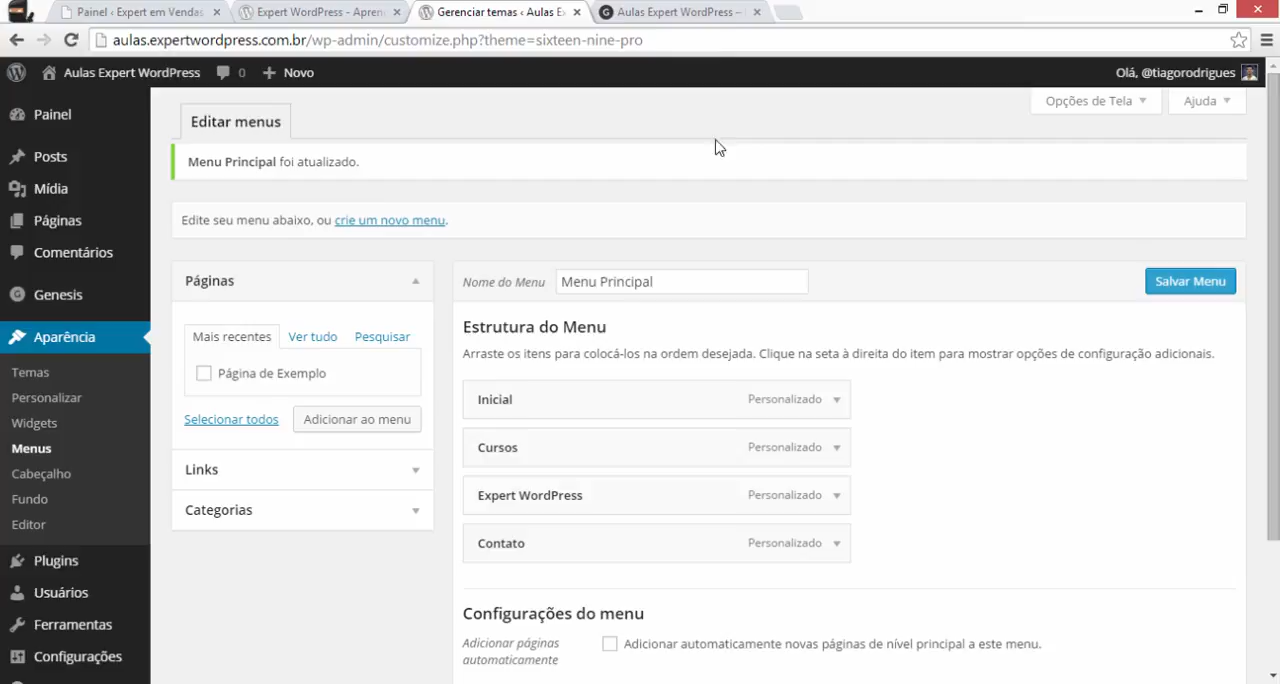 Painel ‹ Expert em Vendas
Expert WordPress - Apren
Gerenciar temas ‹ Aulas E
Aulas Expert WordPress –
aulas.expertwordpress.com.br/wp-admin/customize.php?theme=sixteen-nine-pro
Aulas Expert WordPress 0 + Novo Olá, @tiagorodrigues
Opções de Tela Ajuda
Painel
Posts
Mídia
Páginas
Comentários
Genesis
Aparência
Temas
Personalizar
Widgets
Menus
Cabeçalho
Fundo
Editor
Plugins
Usuários
Ferramentas
Configurações
Editar menus
Menu Principal foi atualizado.
Edite seu menu abaixo, ou crie um novo menu.
Páginas
Mais recentes Ver tudo Pesquisar
Página de Exemplo
Selecionar todos Adicionar ao menu
Links
Categorias
Nome do Menu Menu Principal Salvar Menu
Estrutura do Menu
Arraste os itens para colocá-los na ordem desejada. Clique na seta à direita do item para mostrar opções de configuração adicionais.
Inicial Personalizado
Cursos Personalizado
Expert WordPress Personalizado
Contato Personalizado
Configurações do menu
Adicionar páginas
automaticamente
Adicionar automaticamente novas páginas de nível principal a este menu.